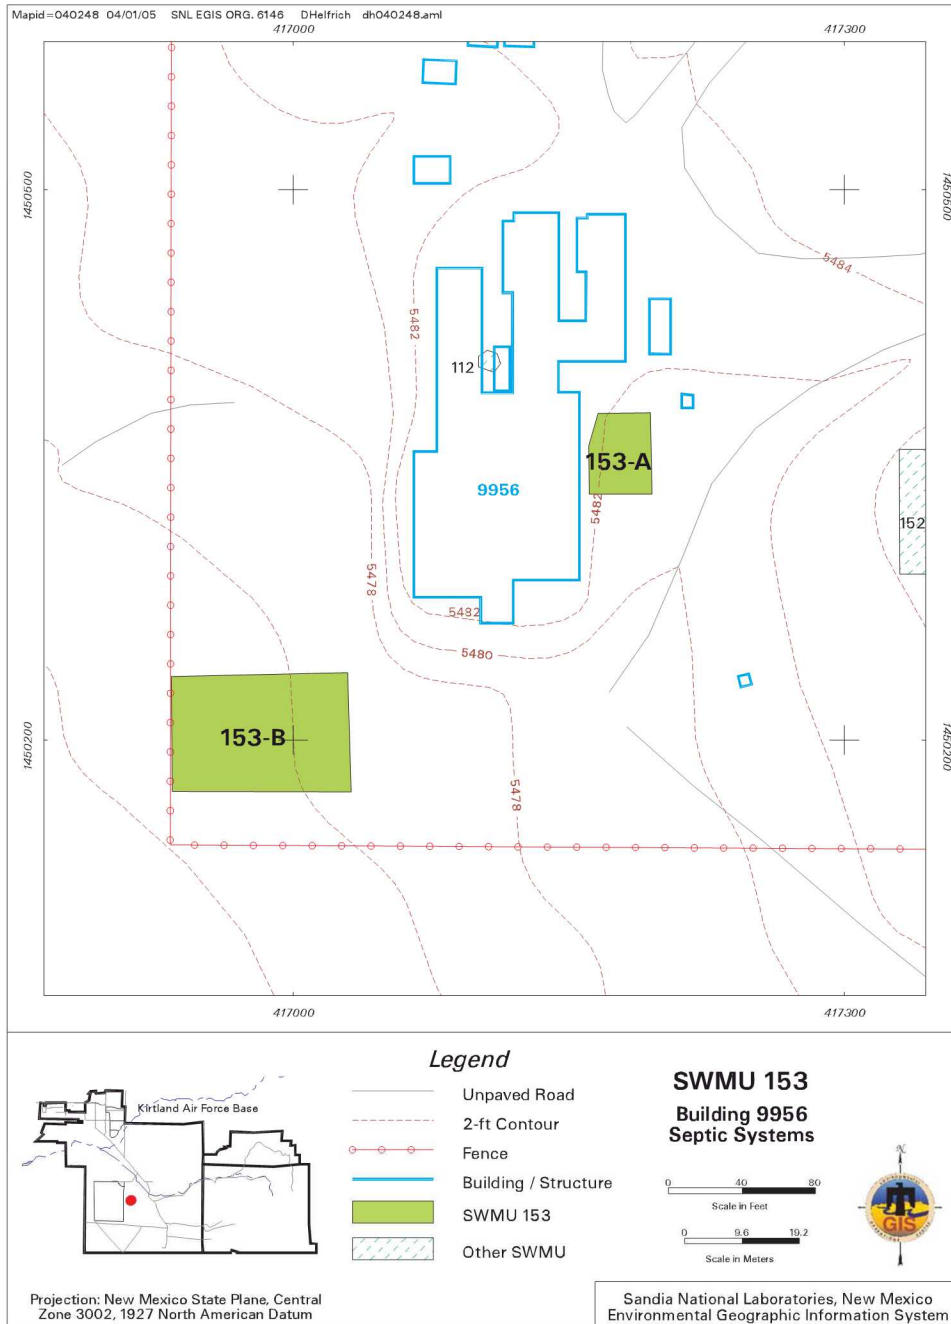 Mapid=040248 04/01/05 SNL EGIS ORG. 6146 DHelfrich dh040248.aml
417000
417300
1450500
1450500
5484
5482
112
153-A
9956
5482
152
5478
5482
5480
153-B
1450200
1450200
5478
417000
417300
Legend
Kirtland Air Force Base
Unpaved Road
2-ft Contour
Fence
Building / Structure
SWMU 153
Other SWMU
SWMU 153
Building 9956
Septic Systems
0 40 80
Scale in Feet
0 9.6 19.2
Scale in Meters
N
GIS
Projection: New Mexico State Plane, Central
Zone 3002, 1927 North American Datum
Sandia National Laboratories, New Mexico
Environmental Geographic Information System